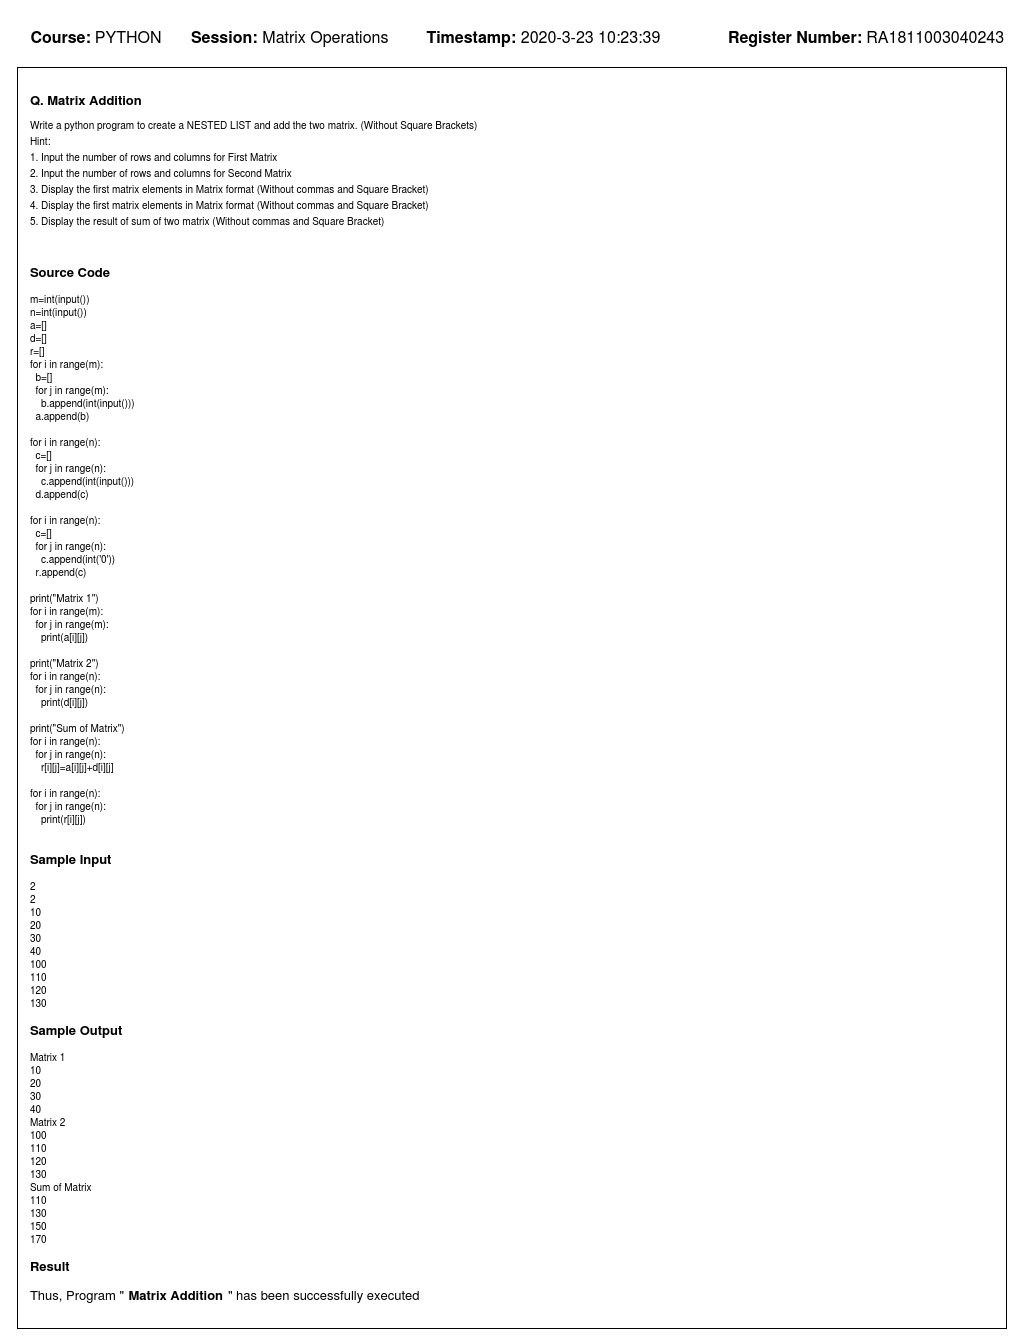 Course: PYTHON Session: Matrix Operations Timestamp: 2020-3-23 10:23:39 Register Number: RA1811003040243
Q. Matrix Addition
Write a python program to create a NESTED LIST and add the two matrix. (Without Square Brackets)
Hint:
1. Input the number of rows and columns for First Matrix
2. Input the number of rows and columns for Second Matrix
3. Display the first matrix elements in Matrix format (Without commas and Square Bracket)
4. Display the first matrix elements in Matrix format (Without commas and Square Bracket)
5. Display the result of sum of two matrix (Without commas and Square Bracket)
Source Code
m=int(input())
n=int(input())
a=[]
d=[]
r=[]
for i in range(m):
  b=[]
  for j in range(m):
    b.append(int(input()))
  a.append(b)

for i in range(n):
  c=[]
  for j in range(n):
    c.append(int(input()))
  d.append(c)

for i in range(n):
  c=[]
  for j in range(n):
    c.append(int('0'))
  r.append(c)

print("Matrix 1")
for i in range(m):
  for j in range(m):
    print(a[i][j])

print("Matrix 2")
for i in range(n):
  for j in range(n):
    print(d[i][j])

print("Sum of Matrix")
for i in range(n):
  for j in range(n):
    r[i][j]=a[i][j]+d[i][j]

for i in range(n):
  for j in range(n):
    print(r[i][j])
Sample Input
2
2
10
20
30
40
100
110
120
130
Sample Output
Matrix 1
10
20
30
40
Matrix 2
100
110
120
130
Sum of Matrix
110
130
150
170
Result
Thus, Program " Matrix Addition " has been successfully executed